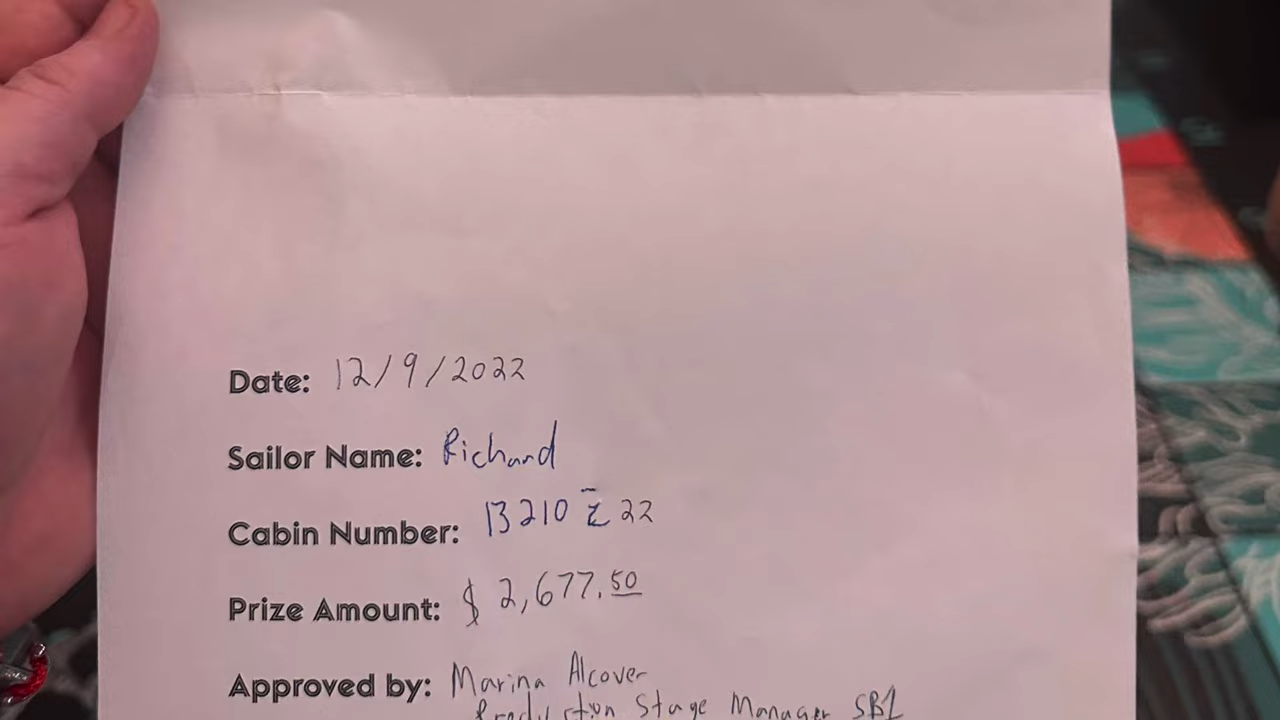 Date: 12/9/2022
Sailor Name: Richard
Cabin Number: 13210 Z 22
Prize Amount: $ 2,677.50
Approved by: Marina Alcover
Production Stage Manager SB1